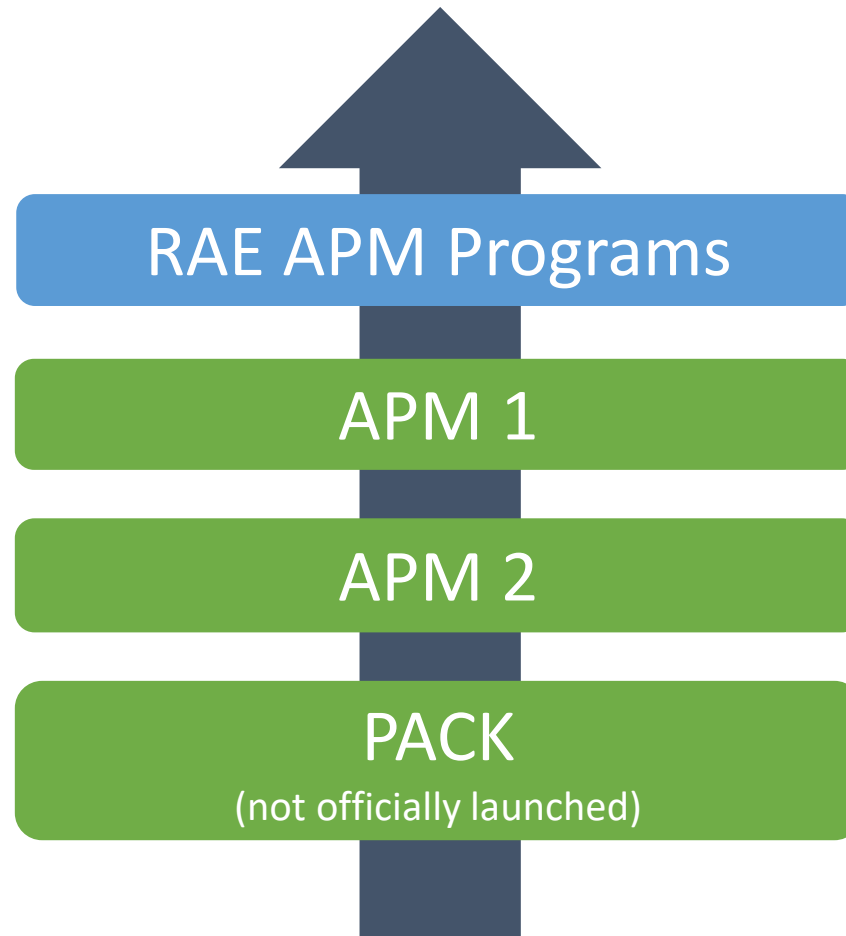 RAE APM Programs
APM 1
APM 2
PACK
(not officially launched)